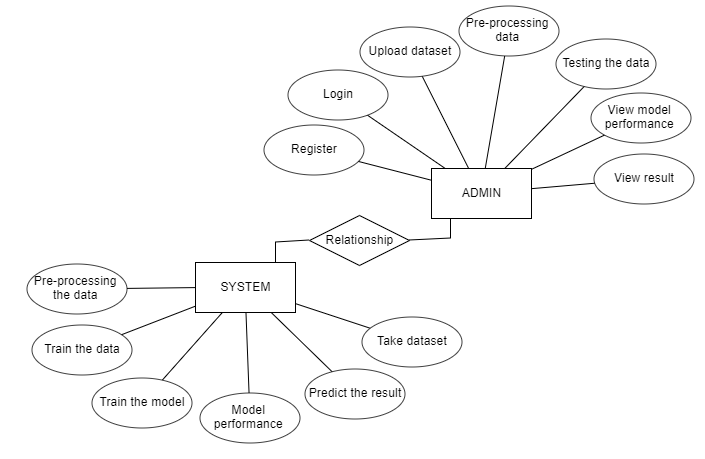 Pre-processing
data
Upload dataset
Testing the data
Login
View model
performance
Register
View result
ADMIN
Relationship
SYSTEM
Pre-processing
the data
Take dataset
Train the data
Predict the result
Train the model
Model
performance